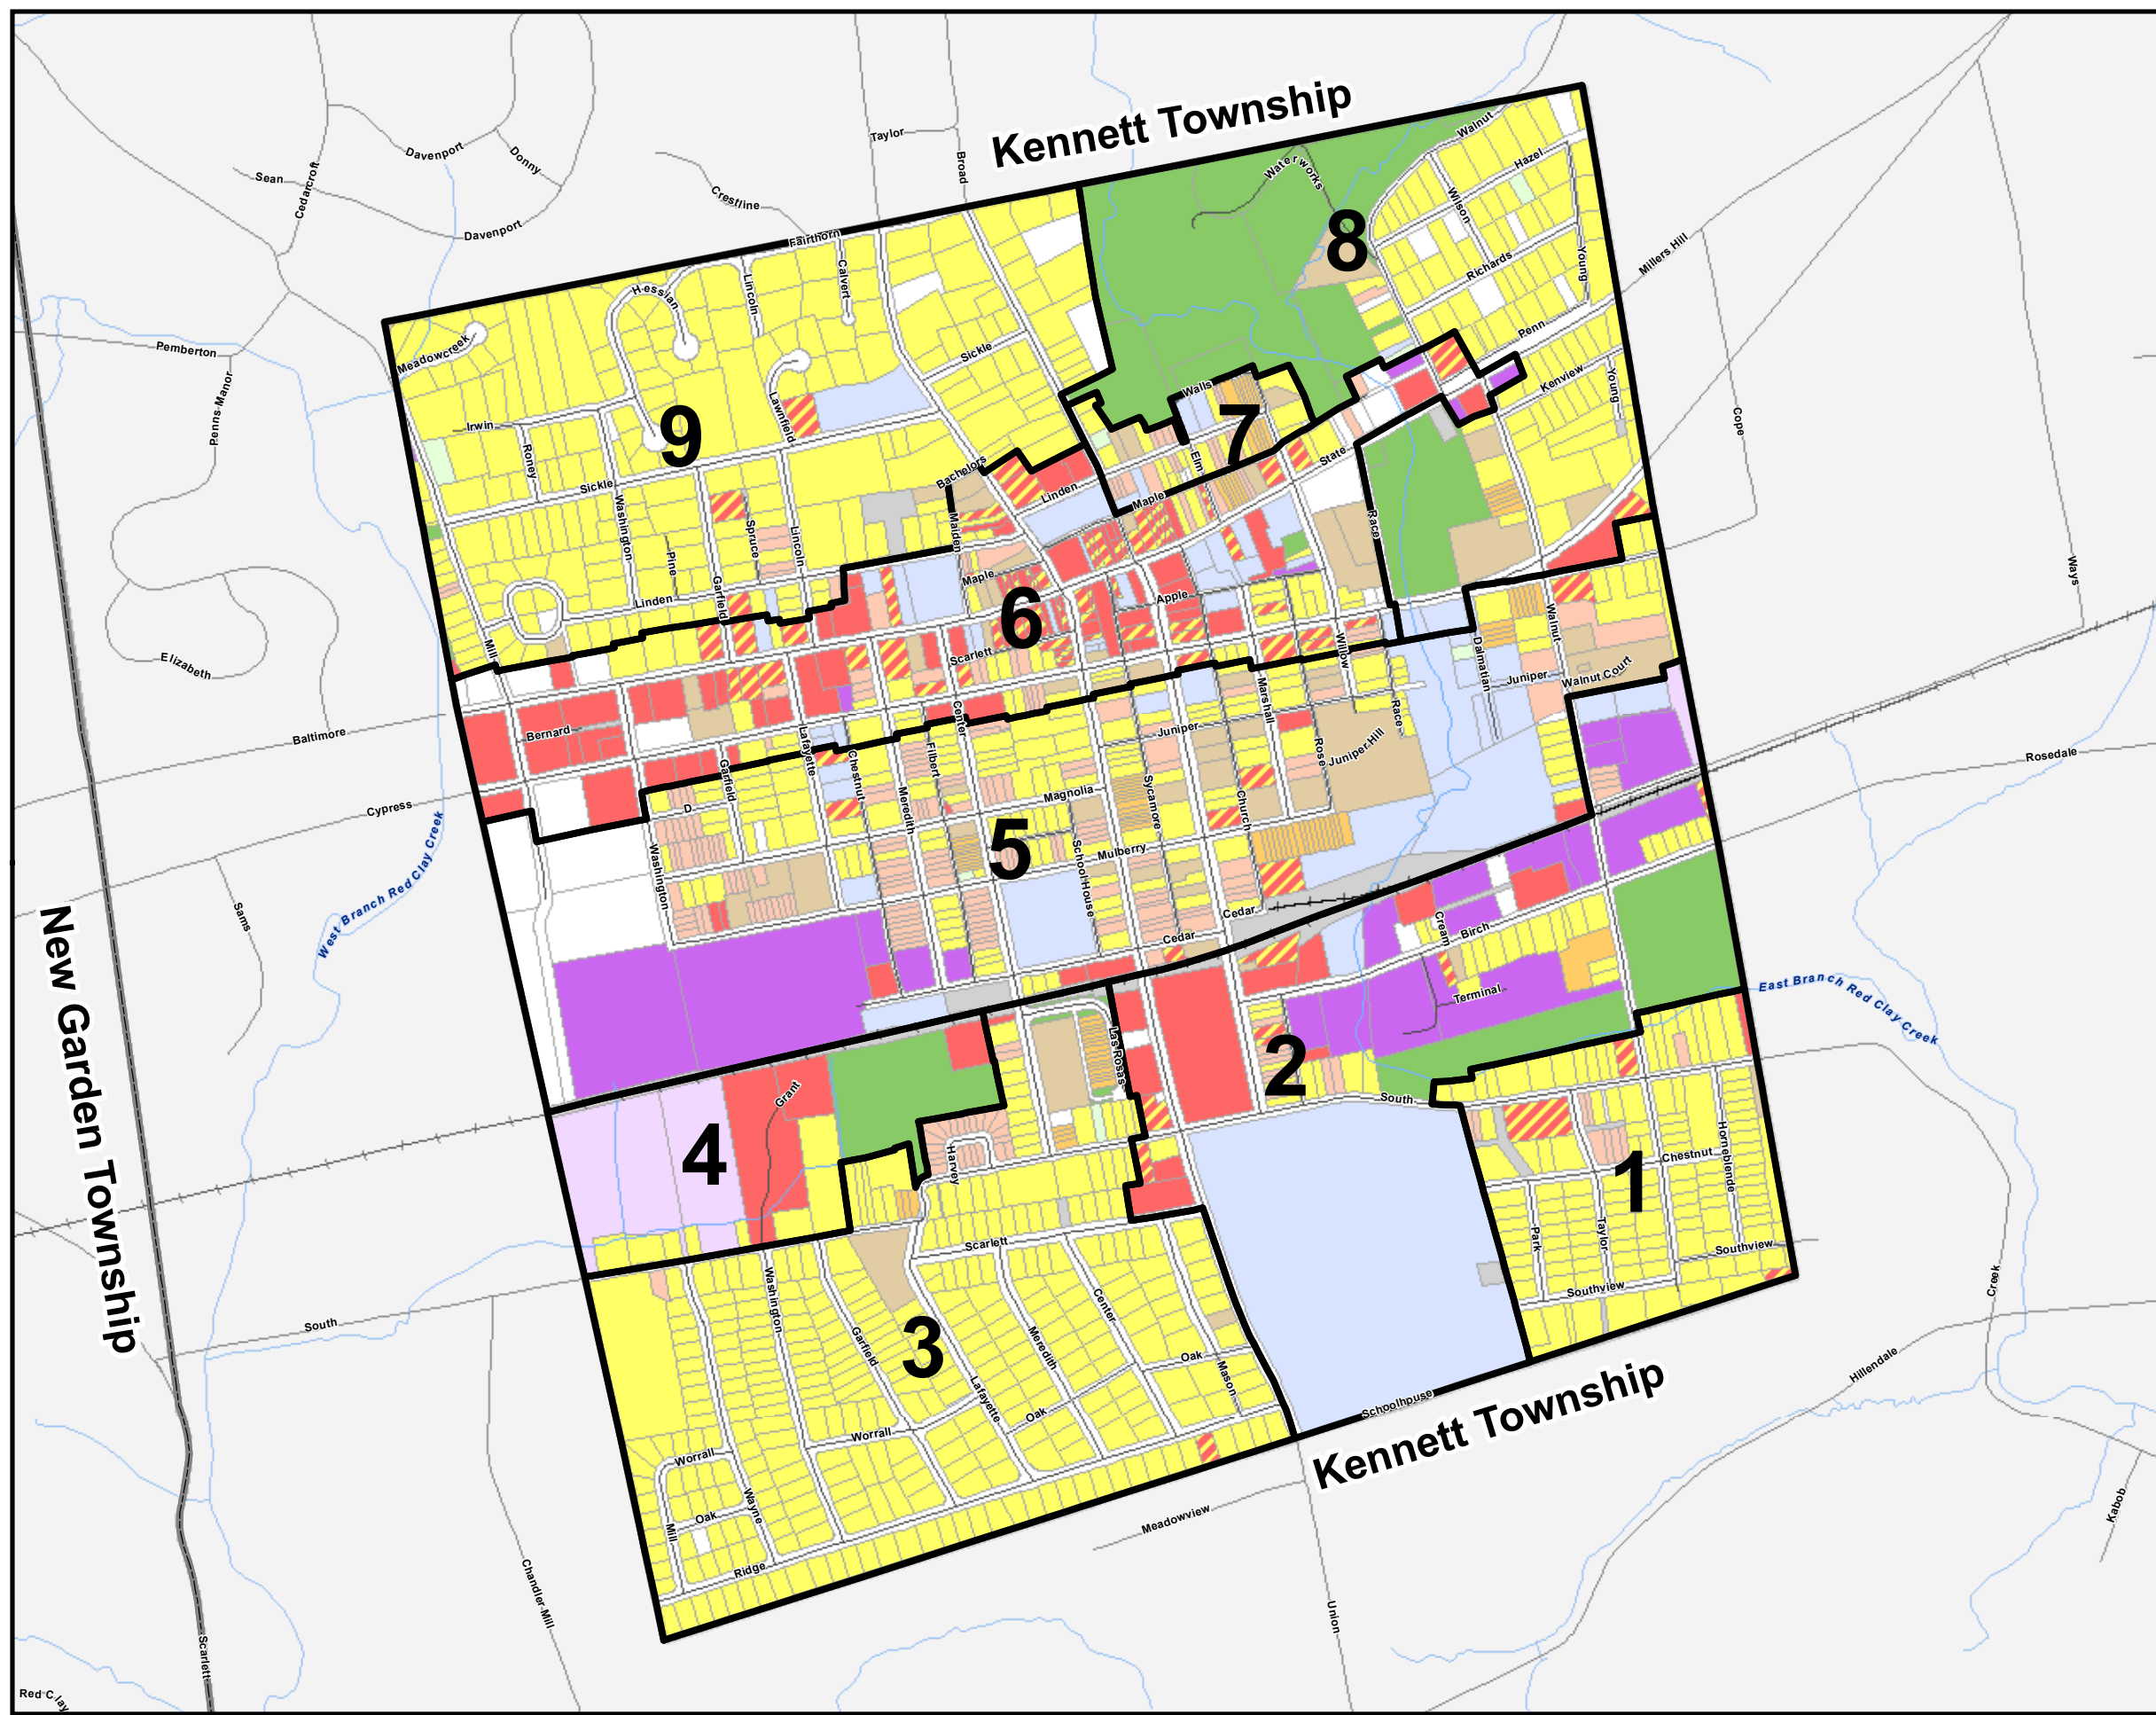 Kennett Township
Taylor
Broad
Walnut
Waterworks
Hazel
Davenport
Donny
Sean
Cedarcroft
Crestline
Wilson
Davenport
Fairthorn
8
Richards
Young
Millers Hill
Hessian
Lincoln
Calvert
Penn
Meadowcreek
Pemberton
Sickle
Walls
Kenview
Young
Penns Manor
Lawnfield
Irwin
9
7
Cope
Roney
Elm
State
Bachelors
Sickle
Linden
Maple
Washington
Spruce
Lincoln
Maiden
Race
Pine
Maple
Ways
Garfield
Linden
Apple
6
Walnut
Mill
Scarlett
Willow
Dalmatian
Elizabeth
Juniper
Walnut Court
Baltimore
Bernard
Center
Marshall
Race
Lafayette
Juniper
Rose
Juniper Hill
Rosedale
Filbert
Garfield
Chestnut
Cypress
D
Meredith
Magnolia
Sycamore
Church
5
Mulberry
West Branch Red Clay Creek
Washington
School House
Sams
Cedar
Cream
Birch
Cedar
New Garden Township
Terminal
East Branch Red Clay Creek
Las Rosas
2
Grant
South
4
Harvey
Chestnut
Horneblende
1
Scarlett
Park
Taylor
Southview
Washington
Southview
Creek
South
Garfield
3
Meredith
Center
Oak
Mason
Lafayette
Oak
Schoolhouse
Hillendale
Worrall
Kennett Township
Worrall
Wayne
Oak
Mill
Meadowview
Kabob
Ridge
Chandler Mill
Union
Scarlett
Red Clay